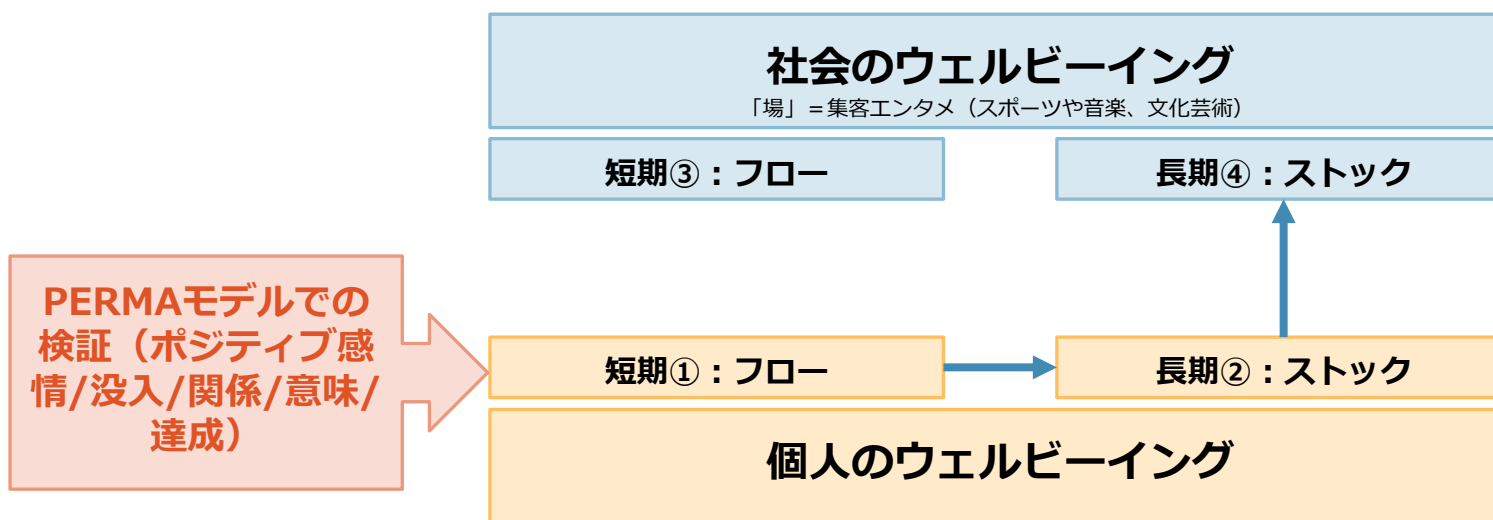 社会のウェルビーイング
「場」=集客エンタメ（スポーツや音楽、文化芸術）
短期③：フロー
長期④：ストック
PERMAモデルでの
検証（ポジティブ感
情/没入/関係/意味/
達成）
短期①：フロー
長期②：ストック
個人のウェルビーイング